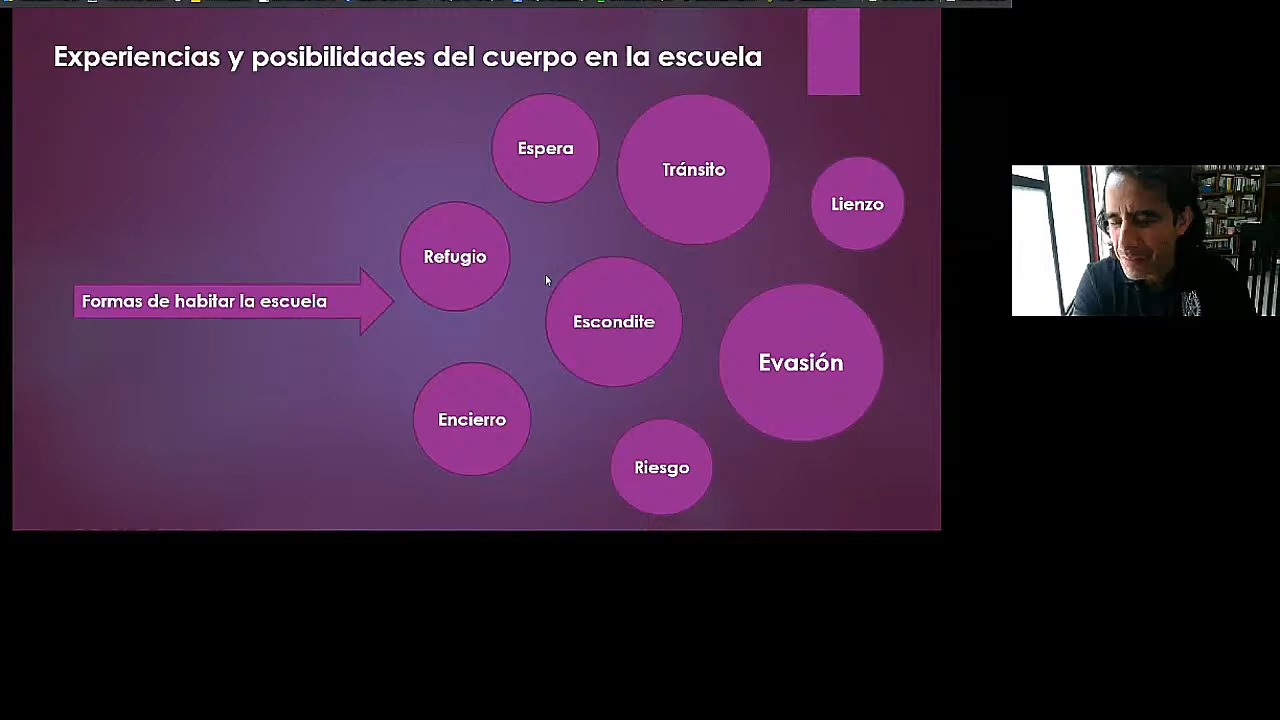 Experiencias y posibilidades del cuerpo en la escuela
Espera
Tránsito
Lienzo
Refugio
Formas de habitar la escuela
Escondite
Evasión
Encierro
Riesgo